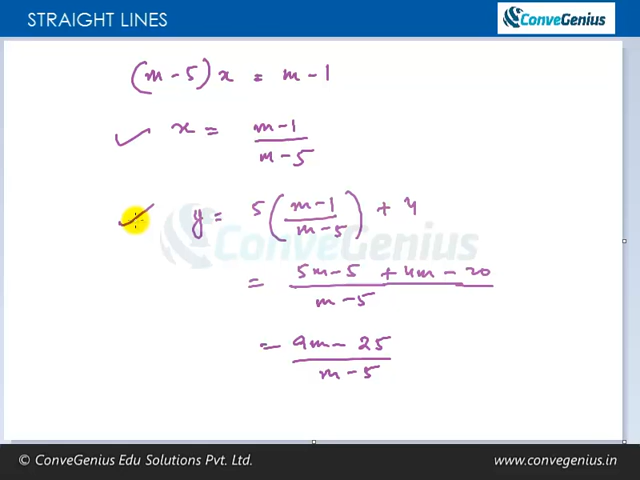 STRAIGHT LINES
ConveGenius
(m - 5) x = m - 1
x = (m - 1)/(m - 5)
y = 5 ((m - 1)/(m - 5)) + 4
ConveGenius
= (5m - 5 + 4m - 20)/(m - 5)
= (9m - 25)/(m - 5)
© ConveGenius Edu Solutions Pvt. Ltd.
www.convegenius.in